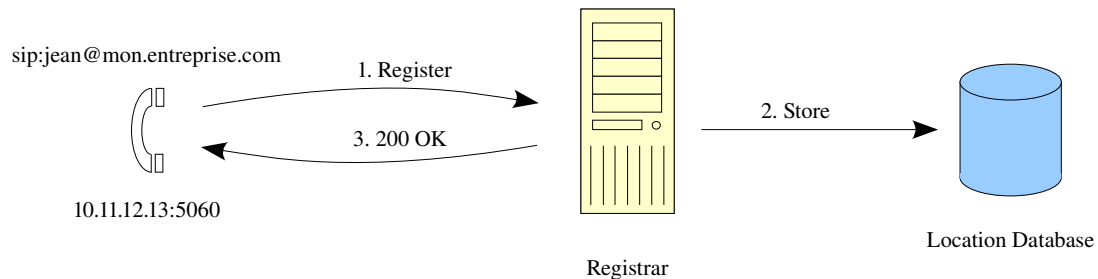 sip:jean@mon.entreprise.com
1. Register
2. Store
3. 200 OK
10.11.12.13:5060
Location Database
Registrar